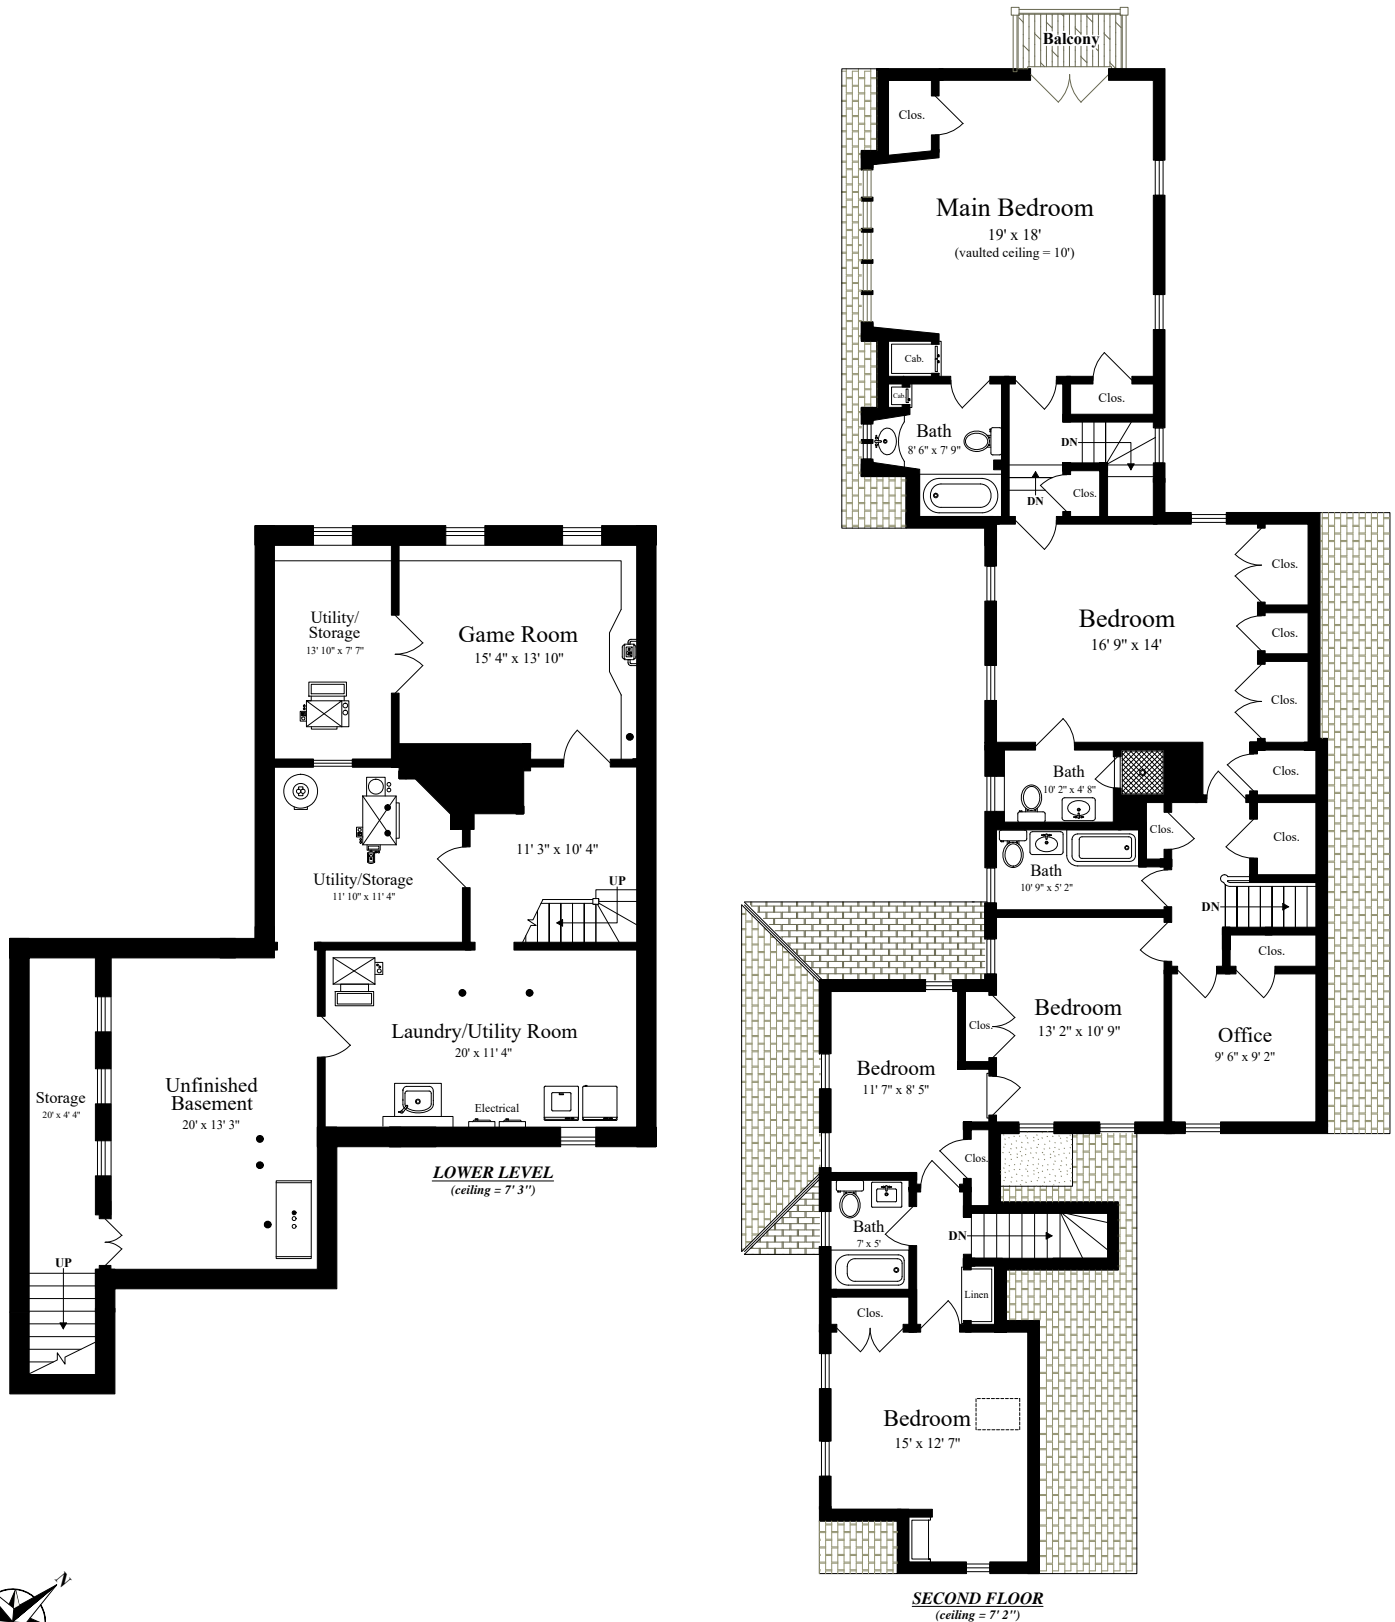 Balcony
Clos.
Main Bedroom
19' x 18'
(vaulted ceiling = 10')
Cab.
Cab.
Clos.
Bath
8' 6" x 7' 9"
DN
Clos.
DN
Bedroom
16' 9" x 14'
Clos.
Clos.
Clos.
Clos.
Bath
10' 2" x 4' 8"
Clos.
Clos.
Bath
10' 9" x 5' 2"
DN
Clos.
Bedroom
13' 2" x 10' 9"
Clos.
Office
9' 6" x 9' 2"
Bedroom
11' 7" x 8' 5"
Clos.
Bath
7' x 5'
DN
Linen
Clos.
Bedroom
15' x 12' 7"
SECOND FLOOR
(ceiling = 7' 2")
Utility/
Storage
13' 10" x 7' 7"
Game Room
15' 4" x 13' 10"
11' 3" x 10' 4"
Utility/Storage
11' 10" x 11' 4"
UP
Laundry/Utility Room
20' x 11' 4"
Electrical
Unfinished
Basement
20' x 13' 3"
Storage
20' x 4' 4"
UP
LOWER LEVEL
(ceiling = 7' 3")
N